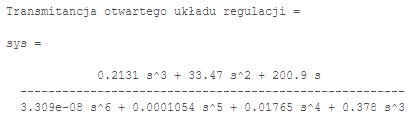 Transmitancja otwartego układu regulacji =
sys =
0.2131 s^3 + 33.47 s^2 + 200.9 s
-------------------------------------------------------
3.309e-08 s^6 + 0.0001054 s^5 + 0.01765 s^4 + 0.378 s^3